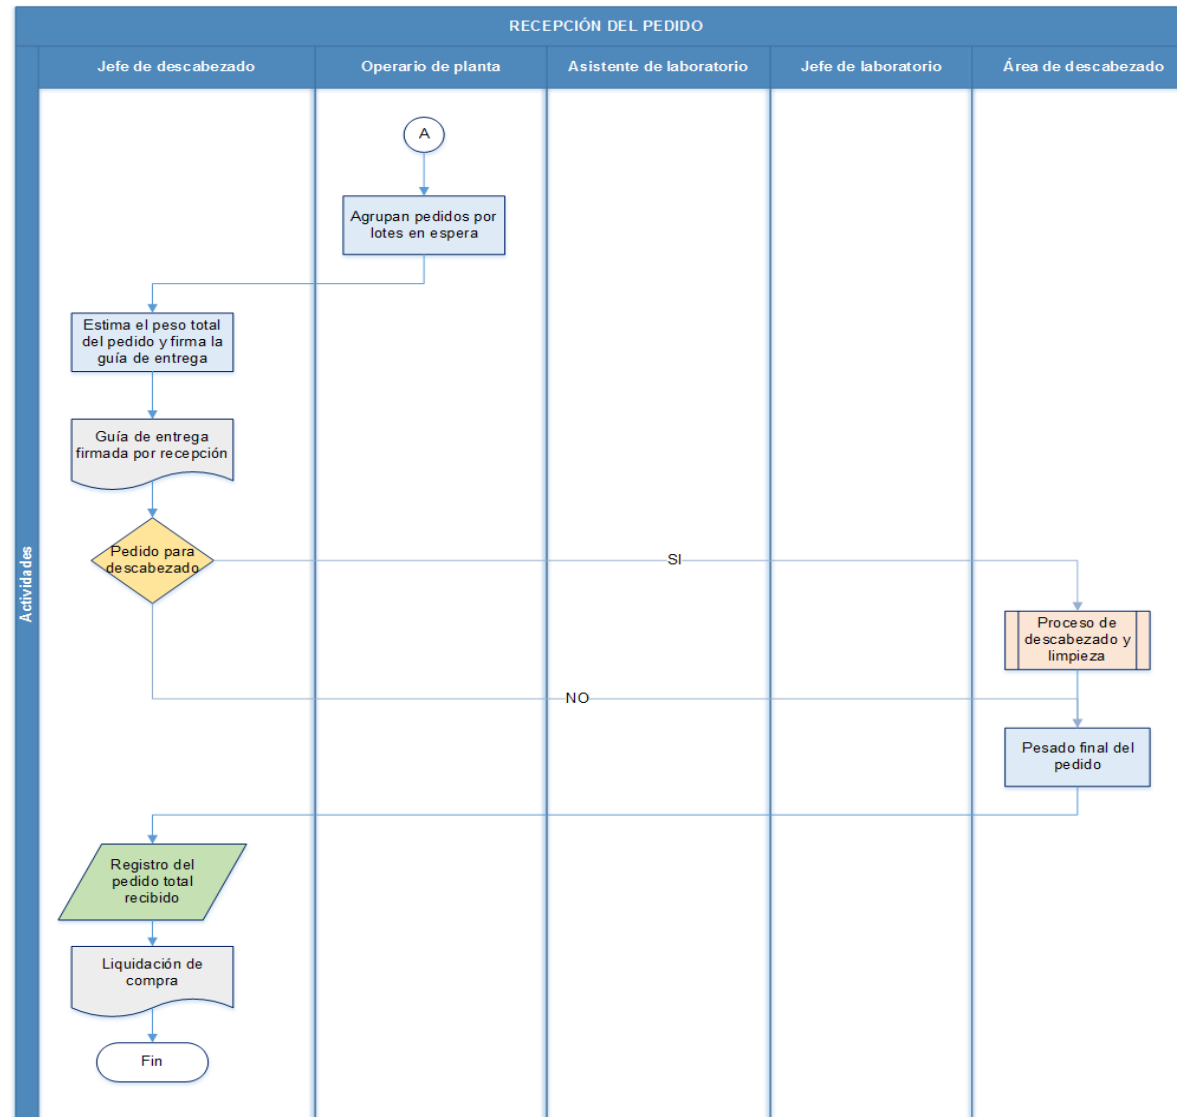 RECEPCIÓN DEL PEDIDO
Jefe de descabezado
Operario de planta
Asistente de laboratorio
Jefe de laboratorio
Área de descabezado
Actividades
A
Agrupan pedidos por
lotes en espera
Estima el peso total
del pedido y firma la
guía de entrega
Guía de entrega
firmada por recepción
Pedido para
descabezado
SI
Proceso de
descabezado y
limpieza
NO
Pesado final del
pedido
Registro del
pedido total
recibido
Liquidación de
compra
Fin